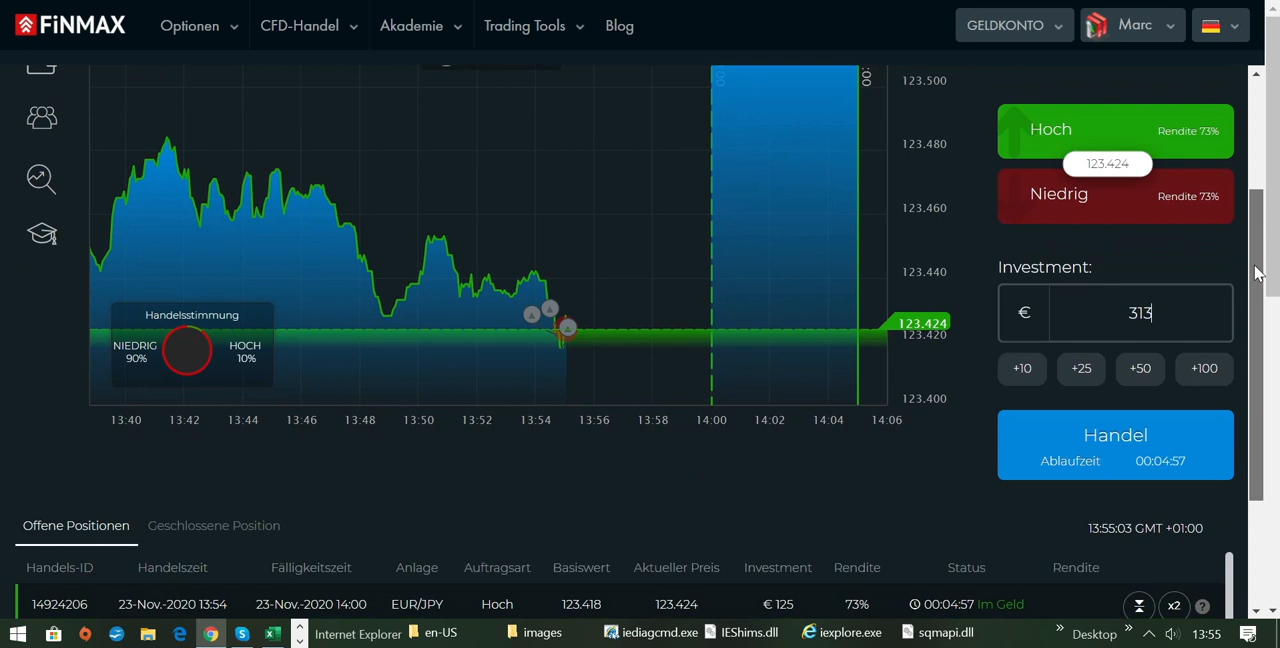 FiNMAX
Optionen
CFD-Handel
Akademie
Trading Tools
Blog
GELDKONTO
Marc
123.500
123.480
123.460
123.440
123.424
123.420
123.400
Handelsstimmung
NIEDRIG
90%
HOCH
10%
13:40 13:42 13:44 13:46 13:48 13:50 13:52 13:54 13:56 13:58 14:00 14:02 14:04 14:06
Hoch Rendite 73%
123.424
Niedrig Rendite 73%
Investment:
€ 313
+10 +25 +50 +100
Handel
Ablaufzeit 00:04:57
Offene Positionen Geschlossene Position 13:55:03 GMT +01:00
Handels-ID Handelszeit Fälligkeitszeit Anlage Auftragsart Basiswert Aktueller Preis Investment Rendite Status Rendite
14924206 23-Nov.-2020 13:54 23-Nov.-2020 14:00 EUR/JPY Hoch 123.418 123.424 € 125 73% 00:04:57 Im Geld x2 ?
Internet Explorer en-US images iediagcmd.exe IEShims.dll iexplore.exe sqmapi.dll » Desktop » 13:55